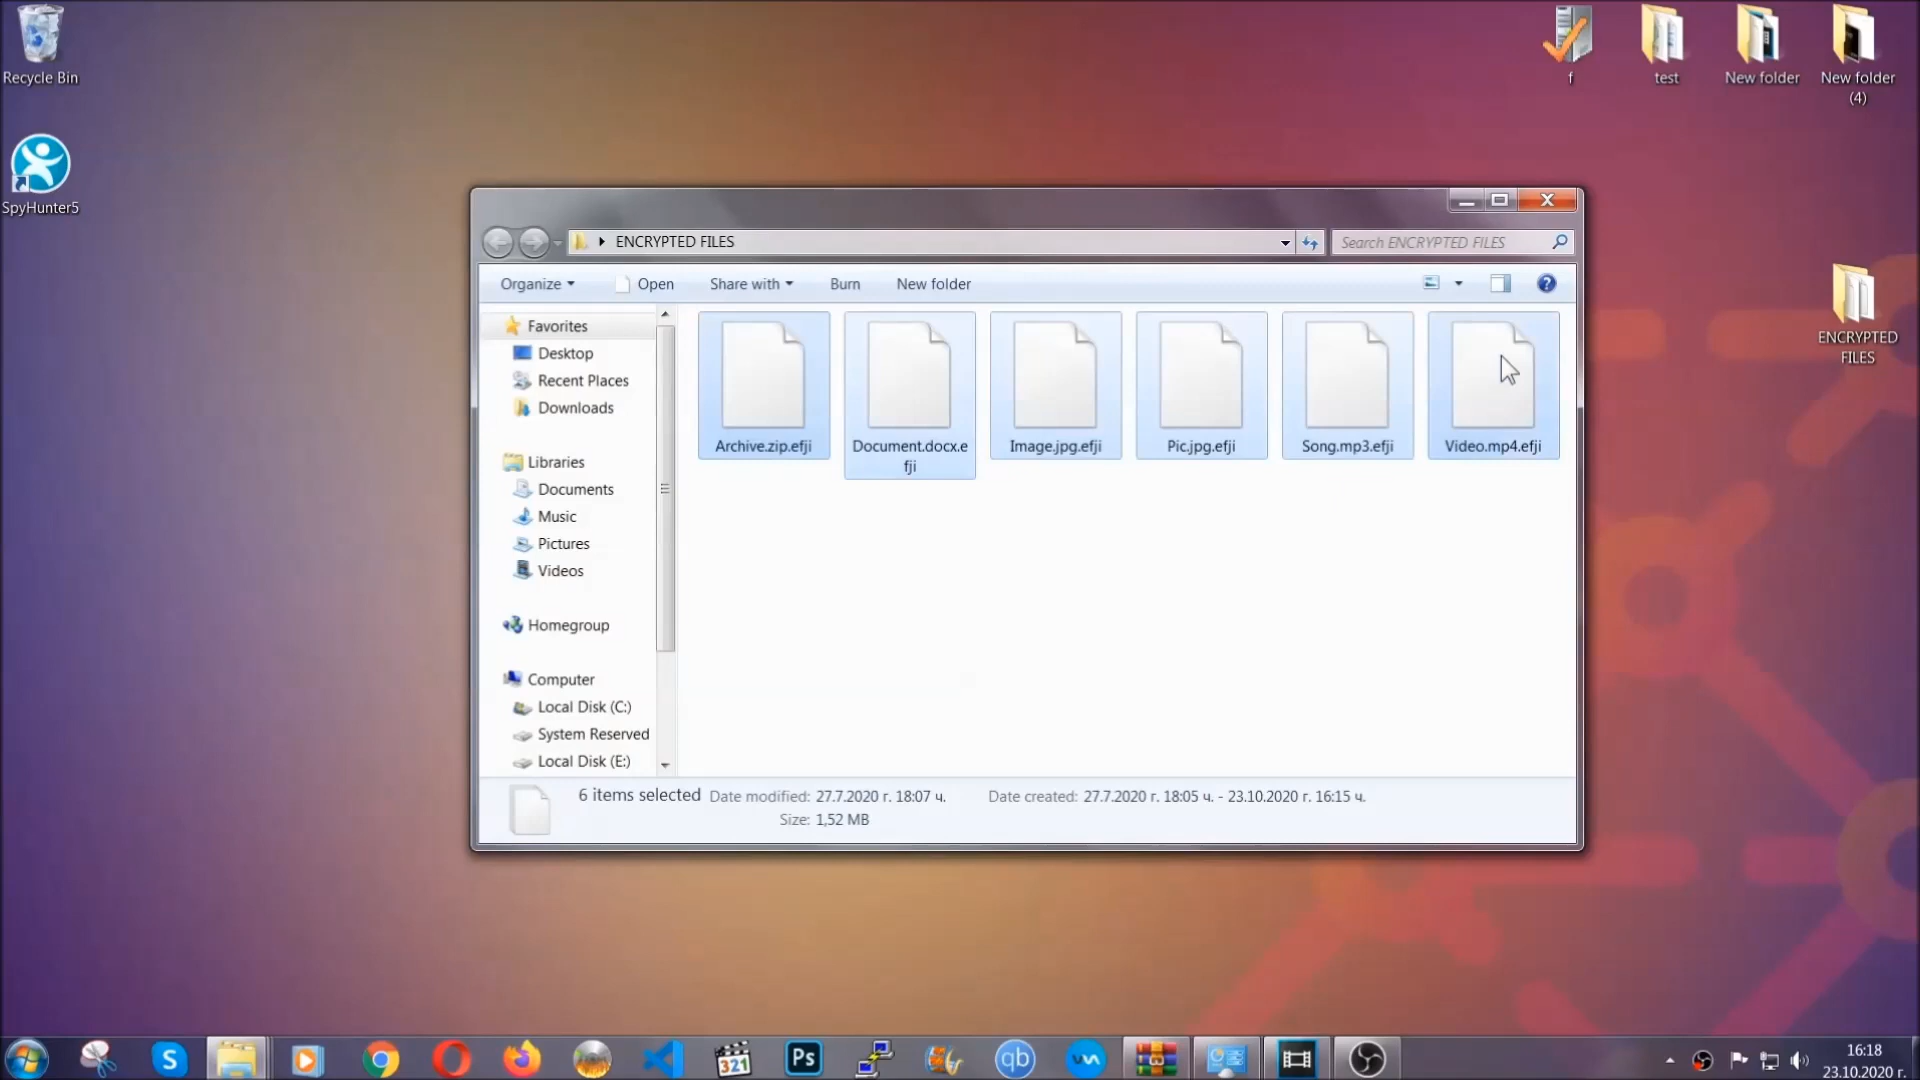 Recycle Bin
SpyHunter5
f
test
New folder
New folder
(4)
ENCRYPTED
FILES
ENCRYPTED FILES
Search ENCRYPTED FILES
Organize
Open
Share with
Burn
New folder
Favorites
Desktop
Recent Places
Downloads
Libraries
Documents
Music
Pictures
Videos
Homegroup
Computer
Local Disk (C:)
System Reserved
Local Disk (E:)
Archive.zip.efji
Document.docx.e
fji
Image.jpg.efji
Pic.jpg.efji
Song.mp3.efji
Video.mp4.efji
6 items selected Date modified: 27.7.2020 г. 18:07 ч. Date created: 27.7.2020 г. 18:05 ч. - 23.10.2020 г. 16:15 ч.
Size: 1,52 MB
S
321
Ps
qb
16:18
23.10.2020 г.